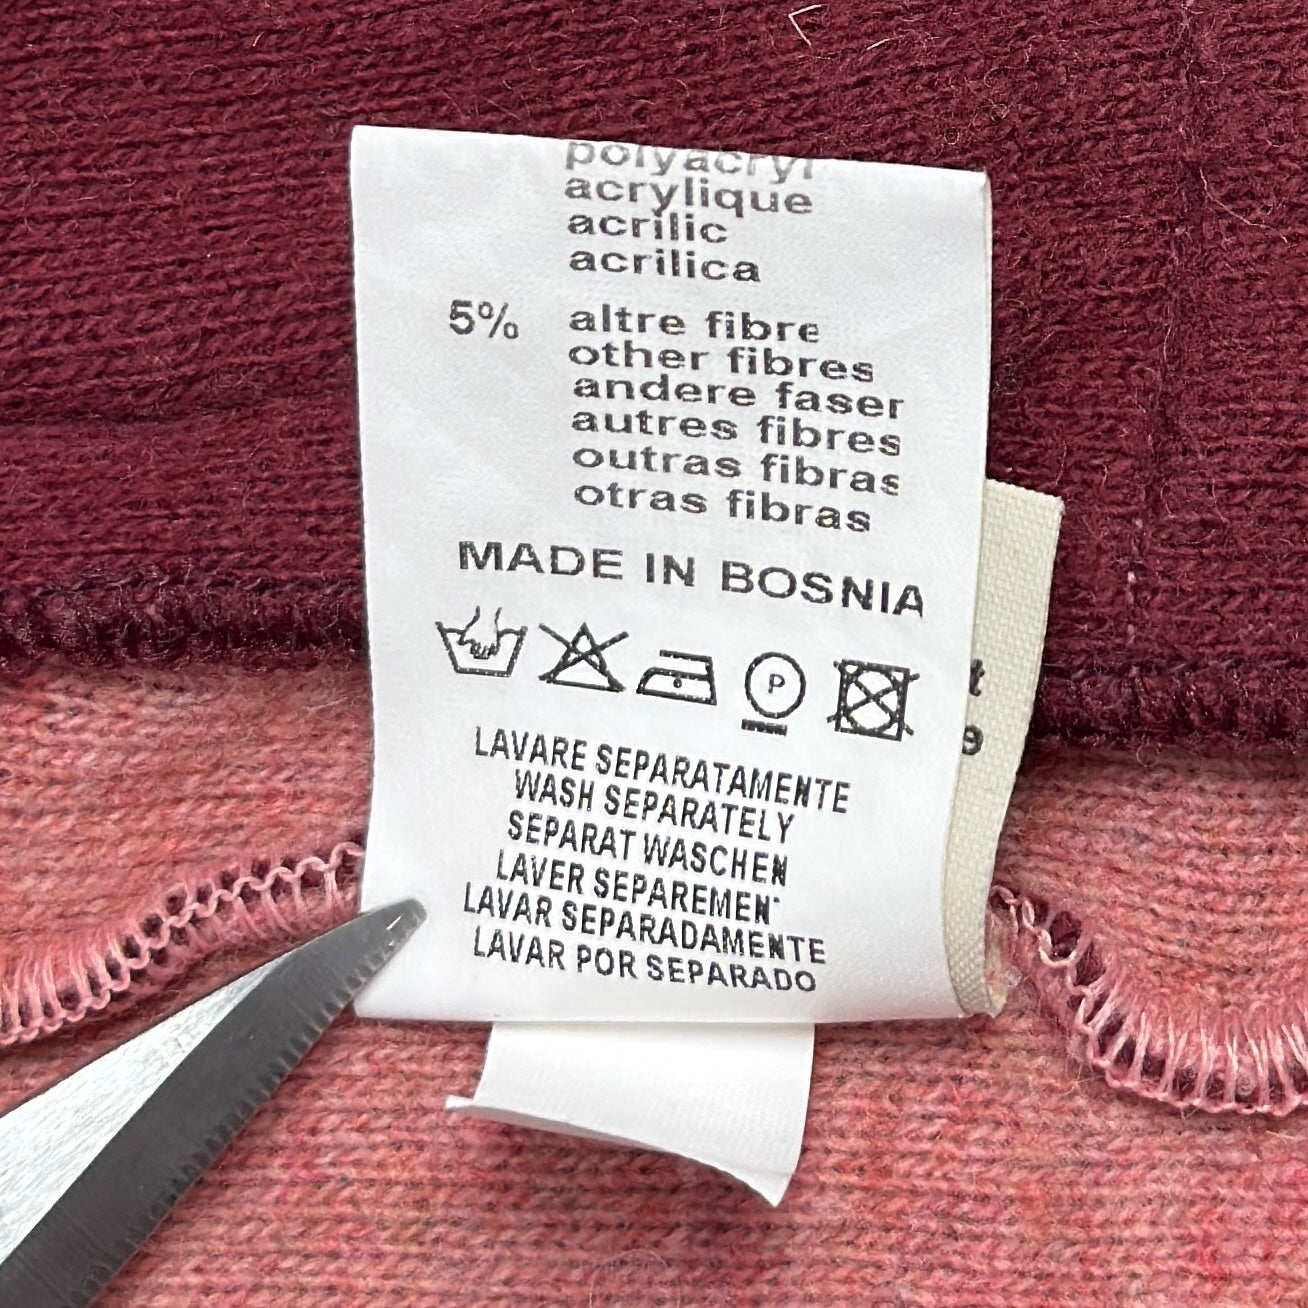 polyacryl
acrylique
acrilic
acrilica
5% altre fibre
other fibres
andere faser
autres fibres
outras fibras
otras fibras
MADE IN BOSNIA
P
LAVARE SEPARATAMENTE
WASH SEPARATELY
SEPARAT WASCHEN
LAVER SEPAREMEN
LAVAR SEPARADAMENTE
LAVAR POR SEPARADO
t
e